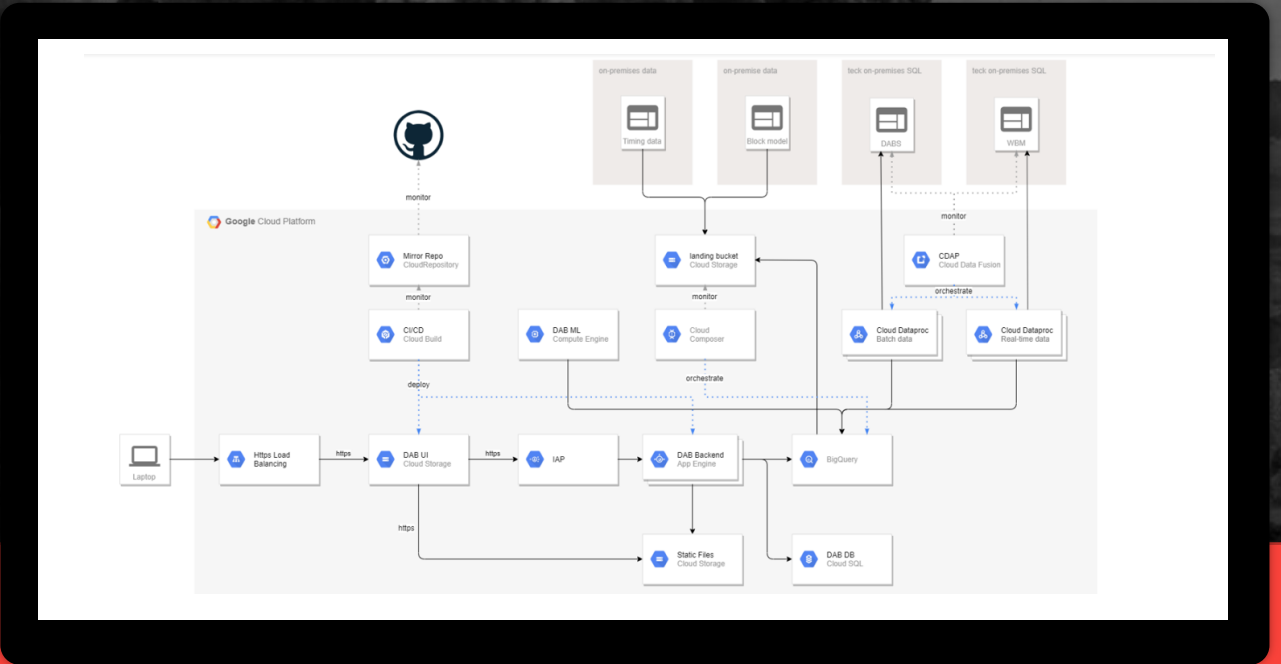 on-premises data
on-premise data
teck on-premises SQL
teck on-premises SQL
Timing data
Block model
DABS
WBM
monitor
monitor
Google Cloud Platform
Mirror Repo
CloudRepository
landing bucket
Cloud Storage
CDAP
Cloud Data Fusion
monitor
monitor
orchestrate
CI/CD
Cloud Build
DAB ML
Compute Engine
Cloud
Composer
Cloud Dataproc
Batch data
Cloud Dataproc
Real-time data
deploy
orchestrate
Laptop
Https Load
Balancing
https
DAB UI
Cloud Storage
https
IAP
DAB Backend
App Engine
BigQuery
https
Static Files
Cloud Storage
DAB DB
Cloud SQL